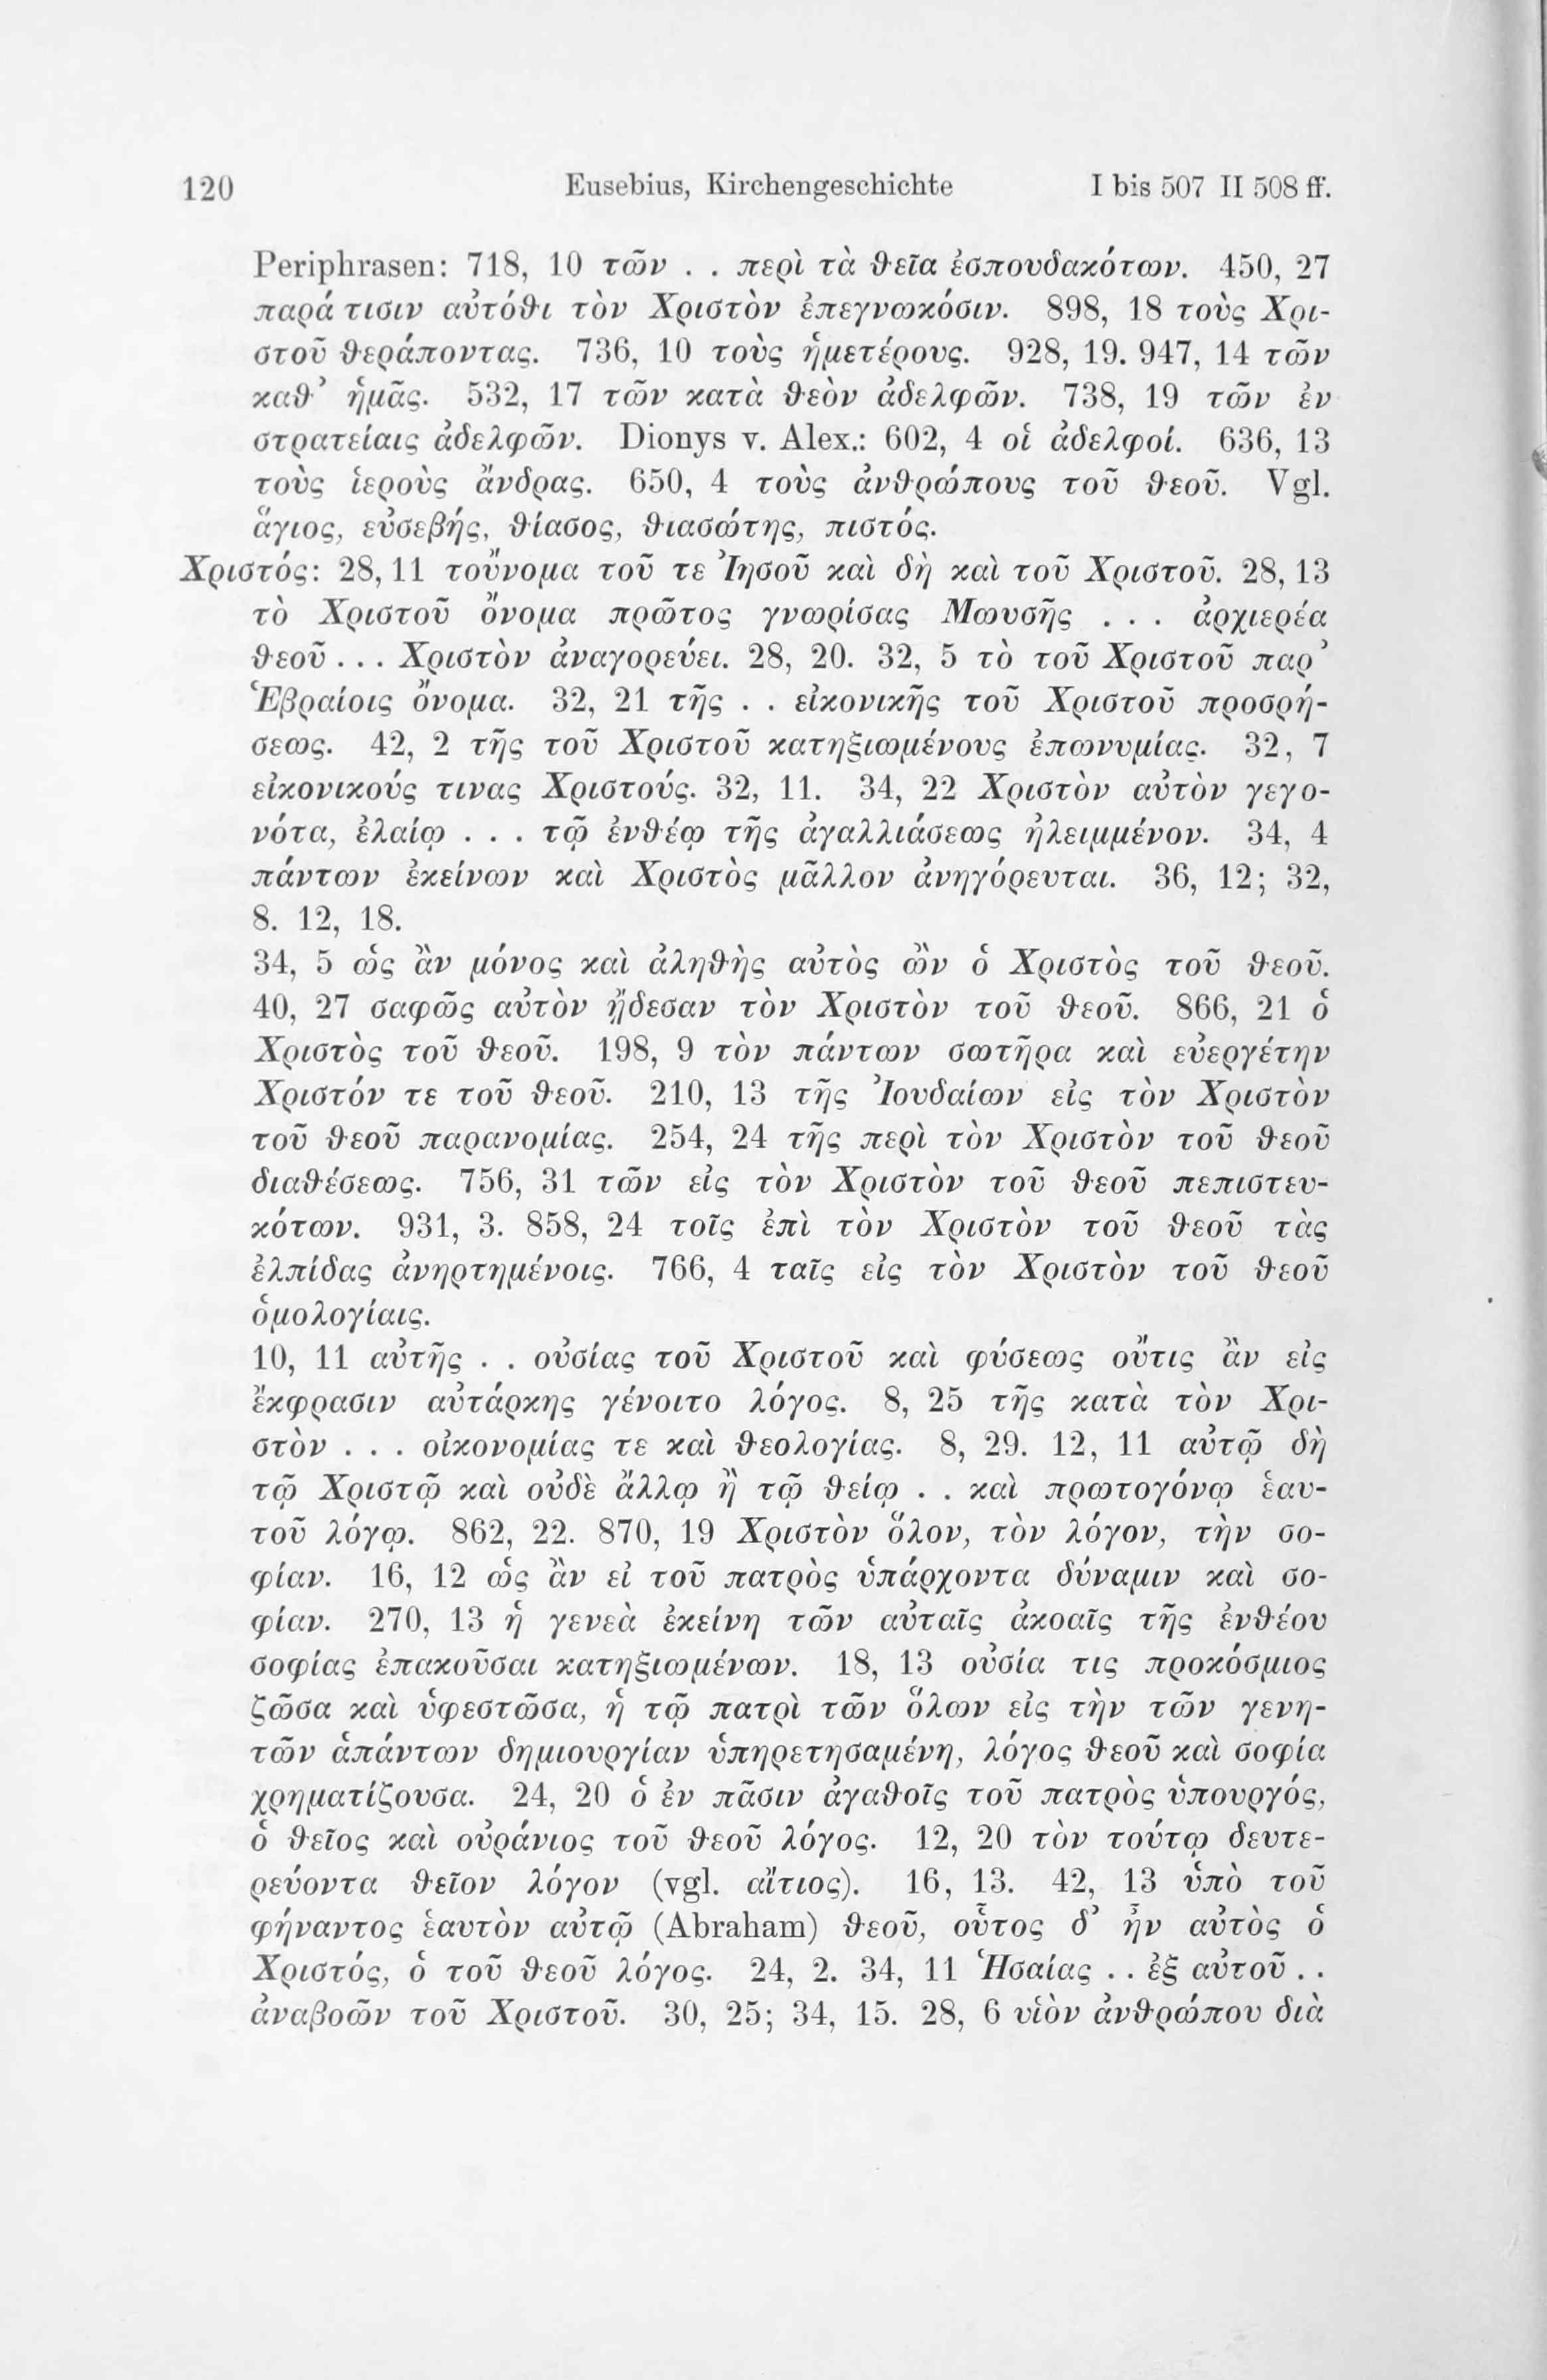 120 Eusebius, Kirchengeschichte I bis 507 II 508 ff.
Periphrasen: 718, 10 τῶν . . περὶ τὰ θεῖα ἐσπουδακότων. 450, 27
παρά τισιν αὐτόθι τὸν Χριστὸν ἐπεγνωκόσιν. 898, 18 τοὺς Χρι-
στοῦ θεράποντας. 736, 10 τοὺς ἡμετέρους. 928, 19. 947, 14 τῶν
καθ’ ἡμᾶς. 532, 17 τῶν κατὰ θεὸν ἀδελφῶν. 738, 19 τῶν ἐν
στρατείαις ἀδελφῶν. Dionys v. Alex.: 602, 4 οἱ ἀδελφοί. 636, 13
τοὺς ἱεροὺς ἄνδρας. 650, 4 τοὺς ἀνθρώπους τοῦ θεοῦ. Vgl.
ἅγιος, εὐσεβής, θίασος, θιασώτης, πιστός.
Χριστός: 28, 11 τοὔνομα τοῦ τε Ἰησοῦ καὶ δὴ καὶ τοῦ Χριστοῦ. 28, 13
τὸ Χριστοῦ ὄνομα πρῶτος γνωρίσας Μωυσῆς . . . ἀρχιερέα
θεοῦ . . . Χριστὸν ἀναγορεύει. 28, 20. 32, 5 τὸ τοῦ Χριστοῦ παρ’
Ἑβραίοις ὄνομα. 32, 21 τῆς . . εἰκονικῆς τοῦ Χριστοῦ προσρή-
σεως. 42, 2 τῆς τοῦ Χριστοῦ κατηξιωμένους ἐπωνυμίας. 32, 7
εἰκονικούς τινας Χριστούς. 32, 11. 34, 22 Χριστὸν αὐτὸν γεγο-
νότα, ἐλαίῳ . . . τῷ ἐνθέῳ τῆς ἀγαλλιάσεως ἠλειμμένον. 34, 4
πάντων ἐκείνων καὶ Χριστὸς μᾶλλον ἀνηγόρευται. 36, 12; 32,
8. 12, 18.
34, 5 ὡς ἂν μόνος καὶ ἀληθὴς αὐτὸς ὢν ὁ Χριστὸς τοῦ θεοῦ.
40, 27 σαφῶς αὐτὸν ᾔδεσαν τὸν Χριστὸν τοῦ θεοῦ. 866, 21 ὁ
Χριστὸς τοῦ θεοῦ. 198, 9 τὸν πάντων σωτῆρα καὶ εὐεργέτην
Χριστόν τε τοῦ θεοῦ. 210, 13 τῆς Ἰουδαίων εἰς τὸν Χριστὸν
τοῦ θεοῦ παρανομίας. 254, 24 τῆς περὶ τὸν Χριστὸν τοῦ θεοῦ
διαθέσεως. 756, 31 τῶν εἰς τὸν Χριστὸν τοῦ θεοῦ πεπιστευ-
κότων. 931, 3. 858, 24 τοῖς ἐπὶ τὸν Χριστὸν τοῦ θεοῦ τὰς
ἐλπίδας ἀνηρτημένοις. 766, 4 ταῖς εἰς τὸν Χριστὸν τοῦ θεοῦ
ὁμολογίαις.
10, 11 αὐτῆς . . οὐσίας τοῦ Χριστοῦ καὶ φύσεως οὔτις ἂν εἰς
ἔκφρασιν αὐτάρκης γένοιτο λόγος. 8, 25 τῆς κατὰ τὸν Χρι-
στὸν . . . οἰκονομίας τε καὶ θεολογίας. 8, 29. 12, 11 αὐτῷ δὴ
τῷ Χριστῷ καὶ οὐδὲ ἄλλῳ ἢ τῷ θείῳ . . καὶ πρωτογόνῳ ἑαυ-
τοῦ λόγῳ. 862, 22. 870, 19 Χριστὸν ὅλον, τὸν λόγον, τὴν σο-
φίαν. 16, 12 ὡς ἂν εἰ τοῦ πατρὸς ὑπάρχοντα δύναμιν καὶ σο-
φίαν. 270, 13 ἡ γενεὰ ἐκείνη τῶν αὐταῖς ἀκοαῖς τῆς ἐνθέου
σοφίας ἐπακοῦσαι κατηξιωμένων. 18, 13 οὐσία τις προκόσμιος
ζῶσα καὶ ὑφεστῶσα, ἡ τῷ πατρὶ τῶν ὅλων εἰς τὴν τῶν γενη-
τῶν ἁπάντων δημιουργίαν ὑπηρετησαμένη, λόγος θεοῦ καὶ σοφία
χρηματίζουσα. 24, 20 ὁ ἐν πᾶσιν ἀγαθοῖς τοῦ πατρὸς ὑπουργός,
ὁ θεῖος καὶ οὐράνιος τοῦ θεοῦ λόγος. 12, 20 τὸν τούτῳ δευτε-
ρεύοντα θεῖον λόγον (vgl. αἴτιος). 16, 13. 42, 13 ὑπὸ τοῦ
φήναντος ἑαυτὸν αὐτῷ (Abraham) θεοῦ, οὗτος δ’ ἦν αὐτὸς ὁ
Χριστός, ὁ τοῦ θεοῦ λόγος. 24, 2. 34, 11 Ἡσαίας . . ἐξ αὐτοῦ . .
ἀναβοῶν τοῦ Χριστοῦ. 30, 25; 34, 15. 28, 6 υἱὸν ἀνθρώπου διὰ